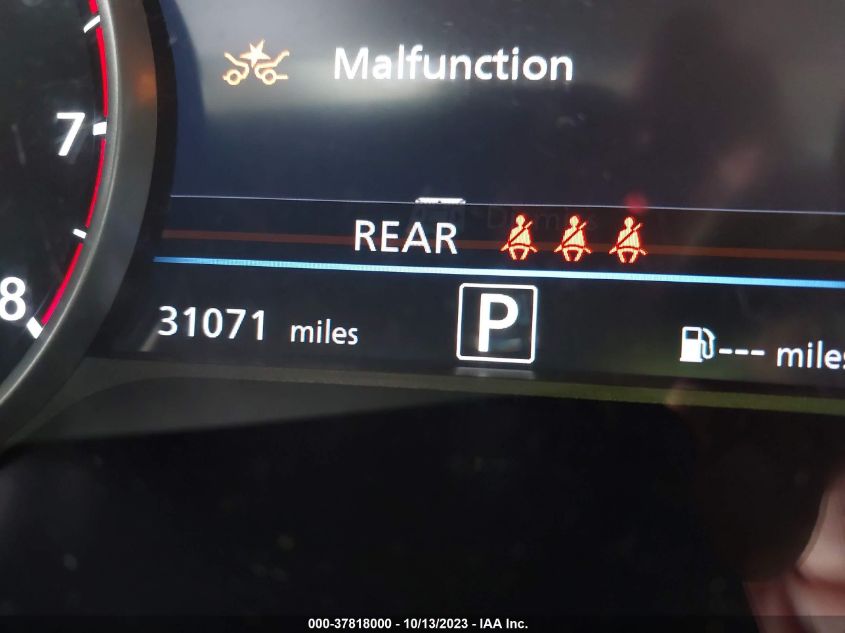 Malfunction
7
REAR
8
31071 miles P --- miles
000-37818000 - 10/13/2023 - IAA Inc.